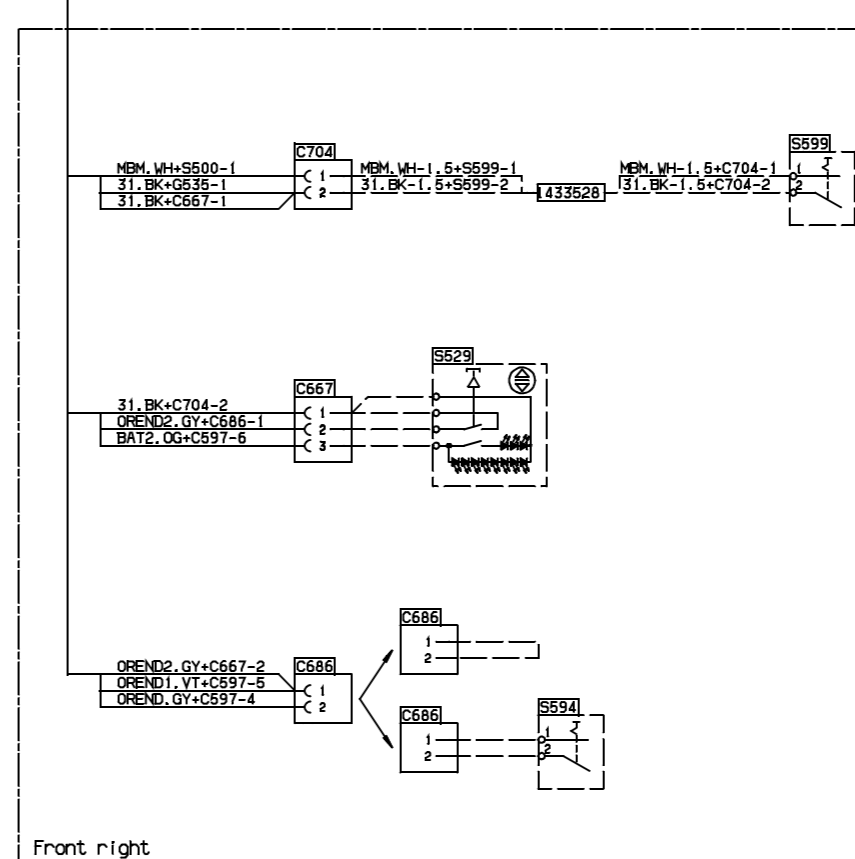 S599
C704
MBM.WH+S500-1
MBM.WH-1.5+S599-1
MBM.WH-1.5+C704-1
1
1
31.BK+G535-1
31.BK-1.5+S599-2
1433528
31.BK-1.5+C704-2
2
2
31.BK+C667-1
S529
C667
31.BK+C704-2
1
OREND2.GY+C686-1
2
BAT2.OG+C597-6
3
C686
1
2
OREND2.GY+C667-2
C686
OREND1.VT+C597-5
1
OREND.GY+C597-4
2
C686
S594
1
1
2
2
Front right